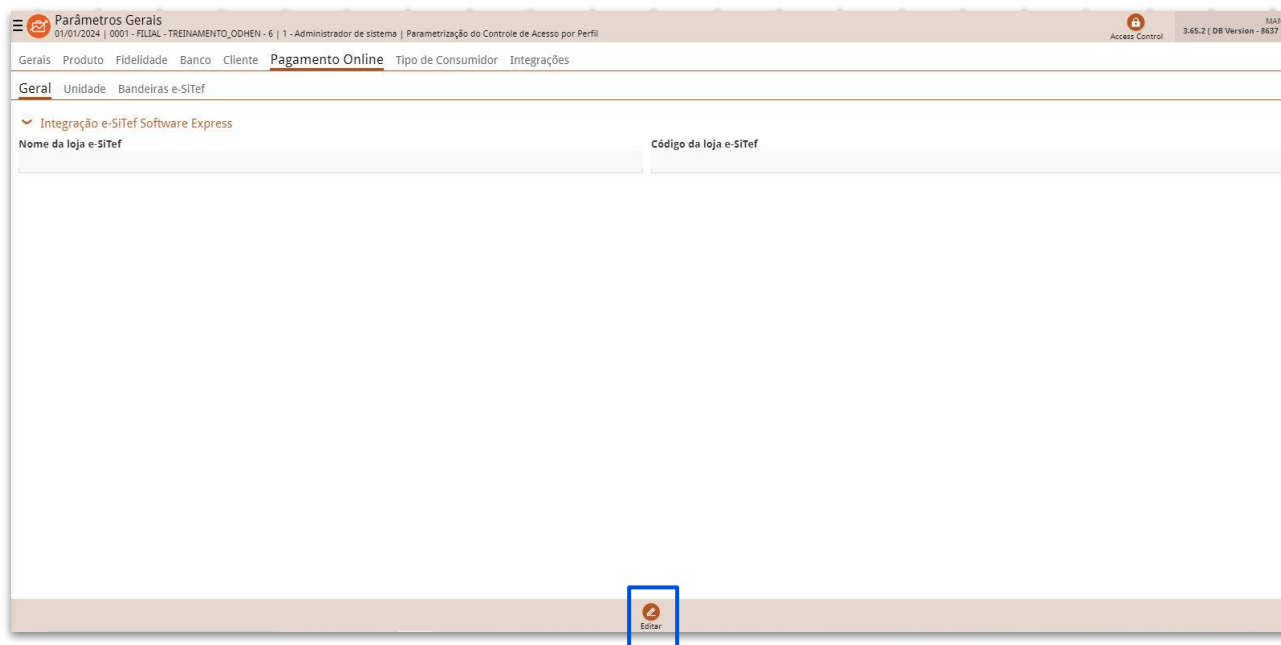 Parâmetros Gerais
01/01/2024 | 0001 - FILIAL - TREINAMENTO_ODHEN - 6 | 1 - Administrador de sistema | Parametrização do Controle de Acesso por Perfil
Access Control
MAN
3.65.2 ( DB Version - 8637
Gerais Produto Fidelidade Banco Cliente Pagamento Online Tipo de Consumidor Integrações
Geral Unidade Bandeiras e-SiTef
Integração e-SiTef Software Express
Nome da loja e-SiTef Código da loja e-SiTef
Editar